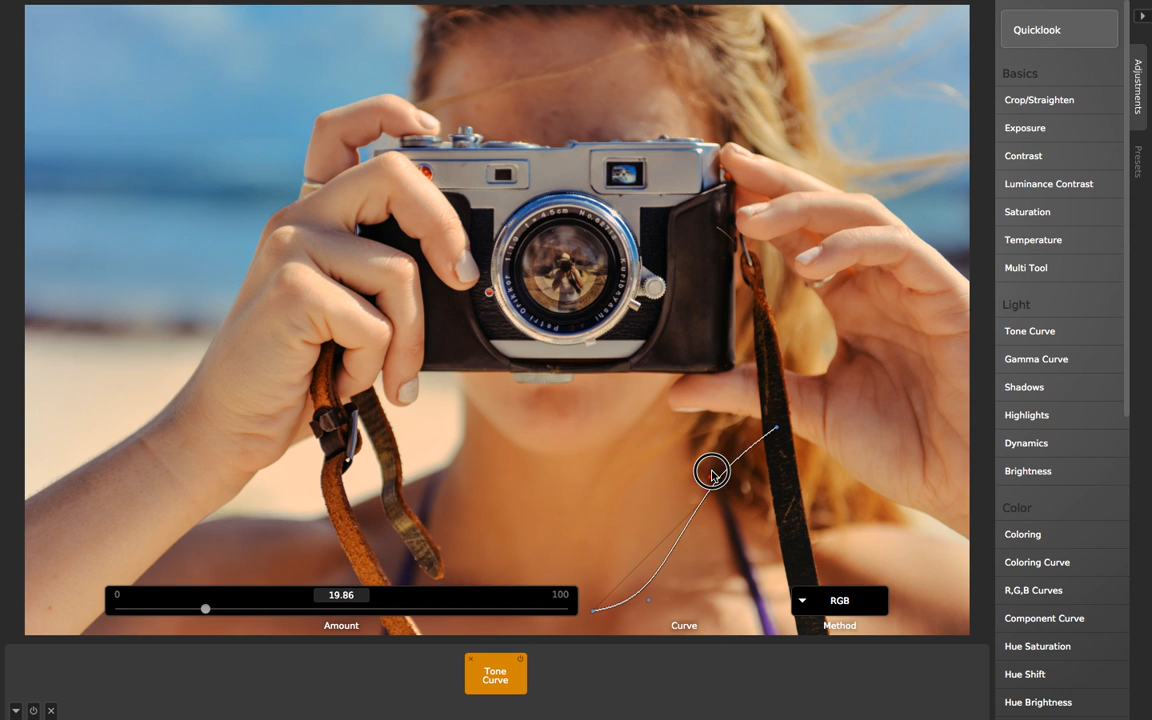 Quicklook
Basics
Crop/Straighten
Exposure
Contrast
Luminance Contrast
Saturation
Temperature
Multi Tool
Light
Tone Curve
Gamma Curve
Shadows
Highlights
Dynamics
Brightness
Color
Coloring
Coloring Curve
R,G,B Curves
Component Curve
Hue Saturation
Hue Shift
Hue Brightness
Adjustments
Presets
0
19.86
100
Amount
Curve
RGB
Method
Tone
Curve